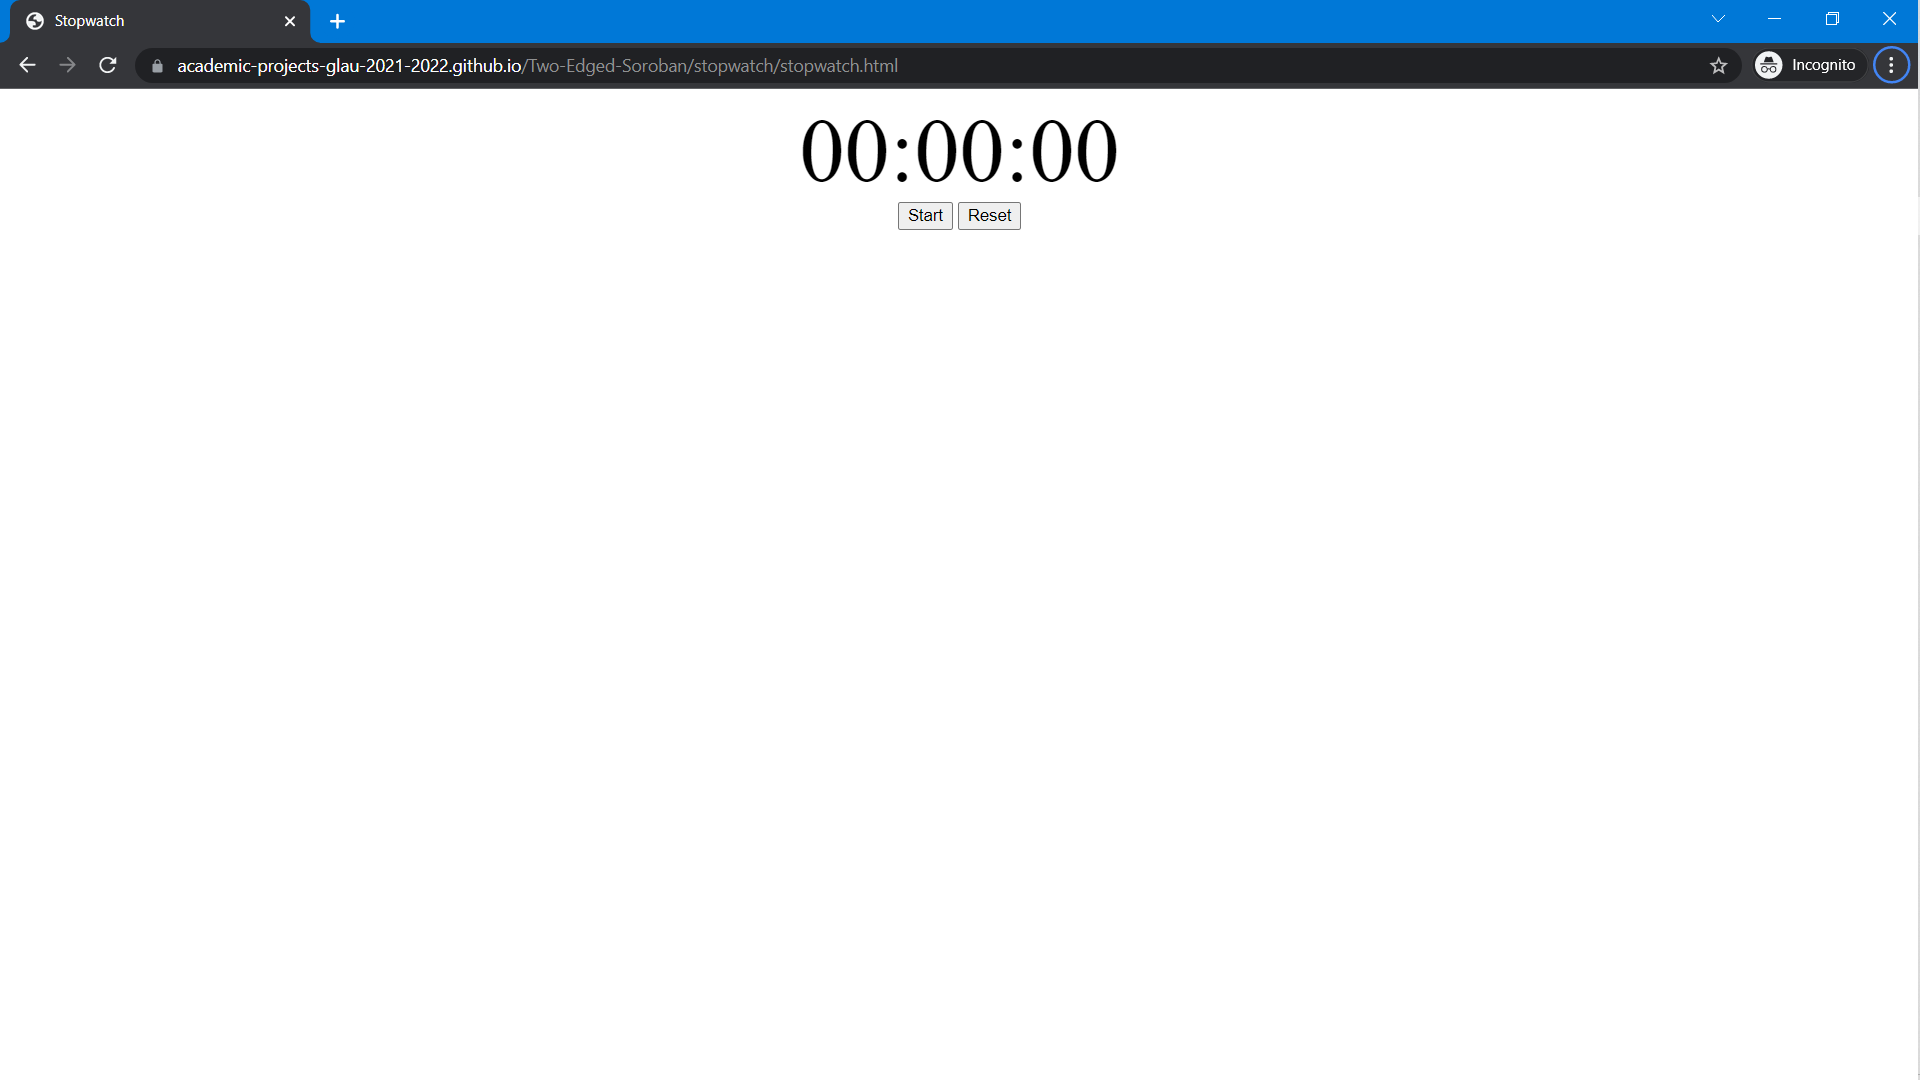 Stopwatch
academic-projects-glau-2021-2022.github.io/Two-Edged-Soroban/stopwatch/stopwatch.html
Incognito
00:00:00
Start Reset